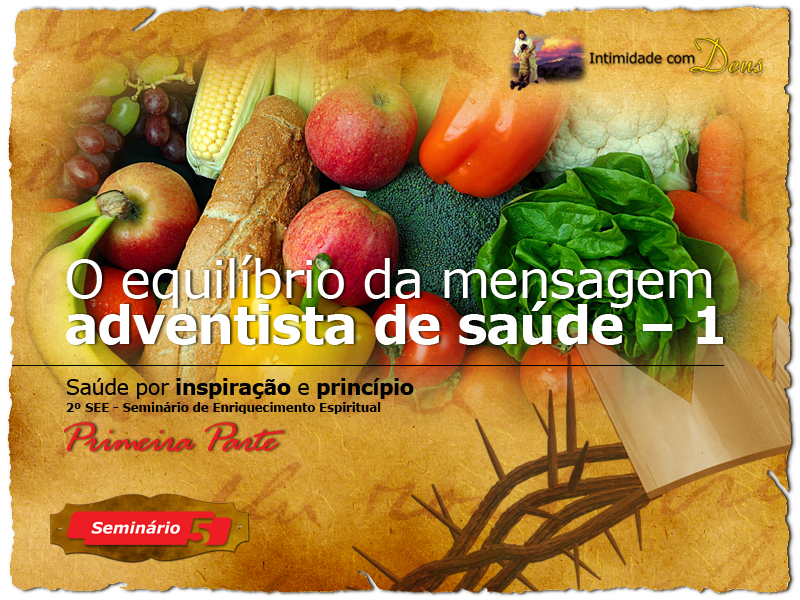 Intimidade com Deus
O equilíbrio da mensagem
adventista de saúde – 1
Saúde por inspiração e princípio
2º SEE - Seminário de Enriquecimento Espiritual
Primeira Parte
Seminário 5